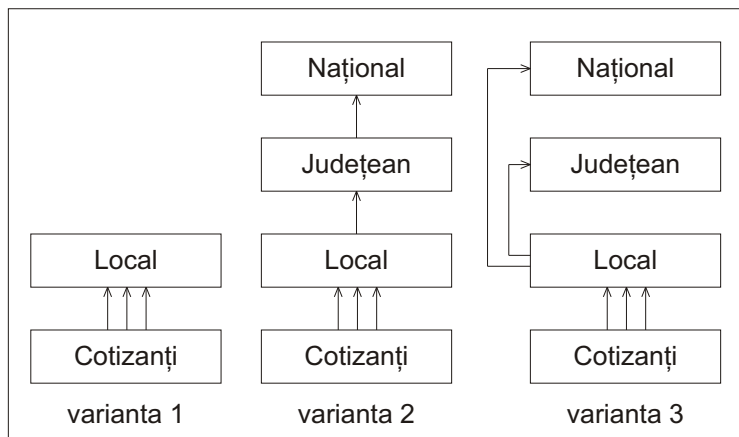 Național
Național
Județean
Județean
Local
Local
Local
Cotizanți
Cotizanți
Cotizanți
varianta 1
varianta 2
varianta 3